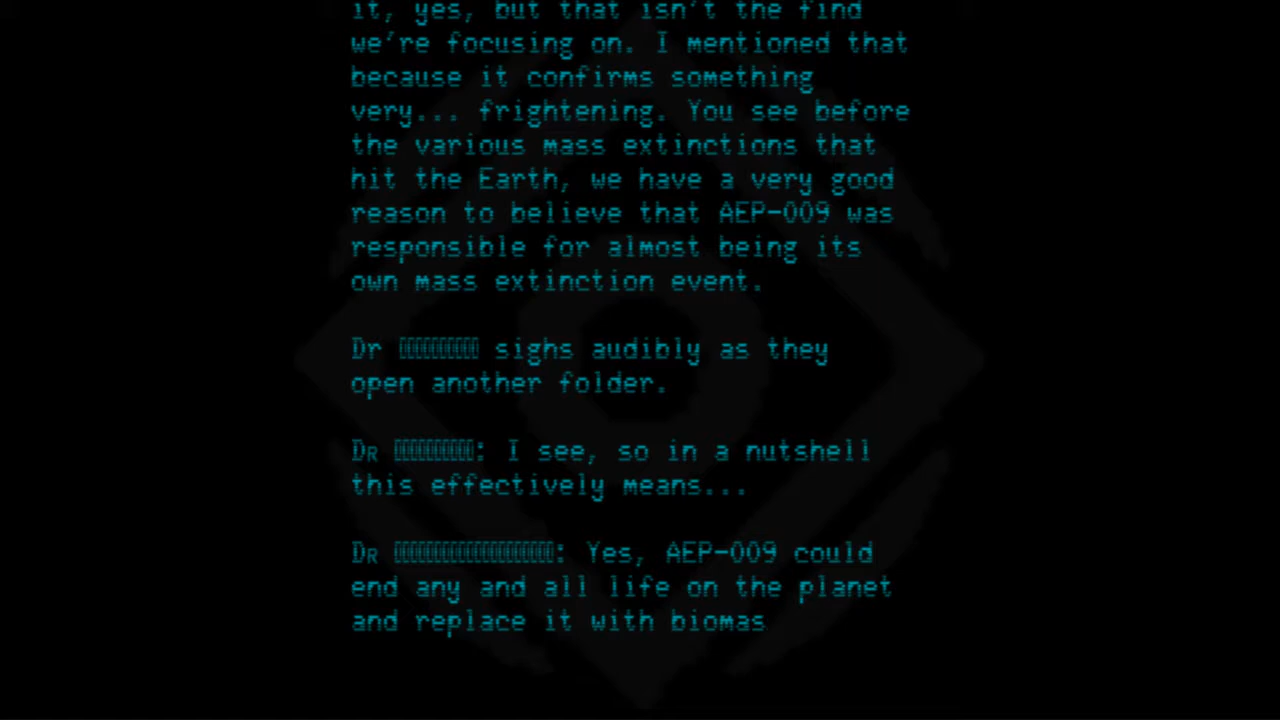 it, yes, but that isn't the find
we're focusing on. I mentioned that
because it confirms something
very... frightening. You see before
the various mass extinctions that
hit the Earth, we have a very good
reason to believe that AEP-009 was
responsible for almost being its
own mass extinction event.
Dr ▯▯▯▯▯▯▯▯▯▯ sighs audibly as they
open another folder.
Dr ▯▯▯▯▯▯▯▯▯▯: I see, so in a nutshell
this effectively means...
Dr ▯▯▯▯▯▯▯▯▯▯▯▯▯▯▯▯▯▯▯▯: Yes, AEP-009 could
end any and all life on the planet
and replace it with biomas